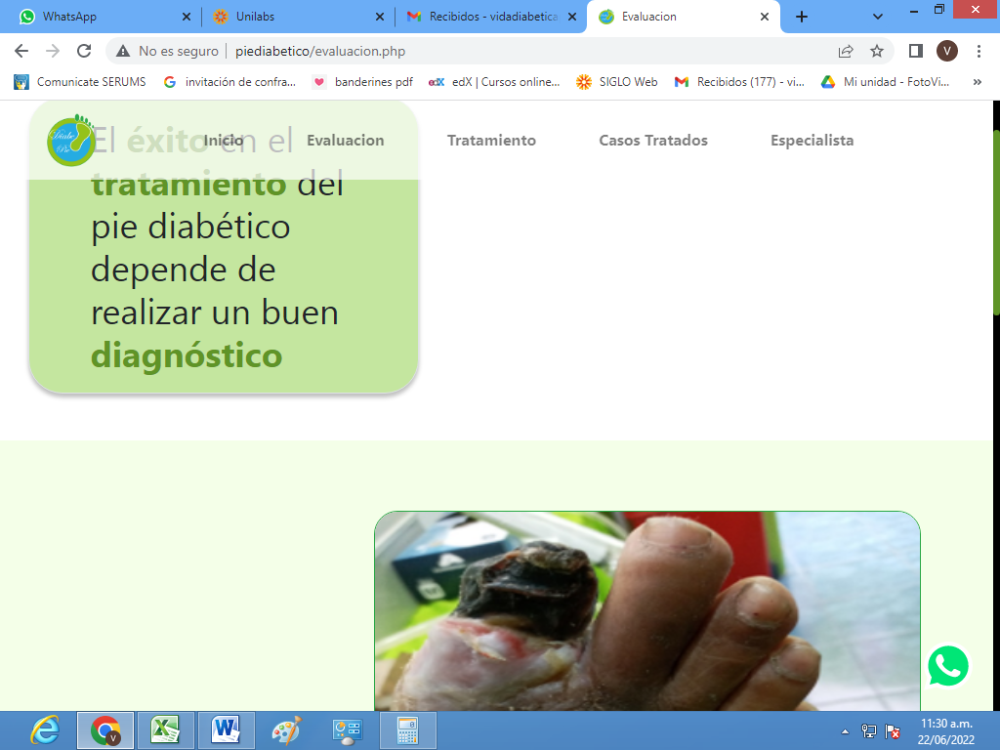 WhatsApp
Unilabs
Recibidos - vidadiabetica
Evaluacion
No es seguro
piediabetico/evaluacion.php
V
Comunicate SERUMS
invitación de confra...
banderines pdf
edX | Cursos online...
SIGLO Web
Recibidos (177) - vi...
Mi unidad - FotoVi...
»
Inicio
Evaluacion
Tratamiento
Casos Tratados
Especialista
El éxito en el
tratamiento del
pie diabético
depende de
realizar un buen
diagnóstico
11:30 a.m.
22/06/2022